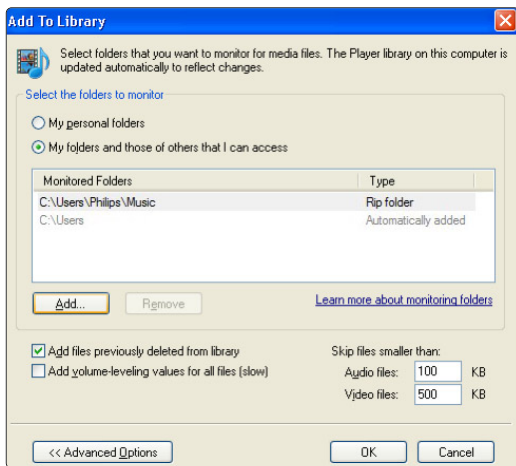 Add To Library
Select folders that you want to monitor for media files. The Player library on this computer is
updated automatically to reflect changes.
Select the folders to monitor
My personal folders
My folders and those of others that I can access
Monitored Folders Type
C:\Users\Philips\Music Rip folder
C:\Users Automatically added
Add... Remove Learn more about monitoring folders
Add files previously deleted from library Skip files smaller than:
Add volume-leveling values for all files (slow) Audio files: 100 KB
Video files: 500 KB
<< Advanced Options OK Cancel